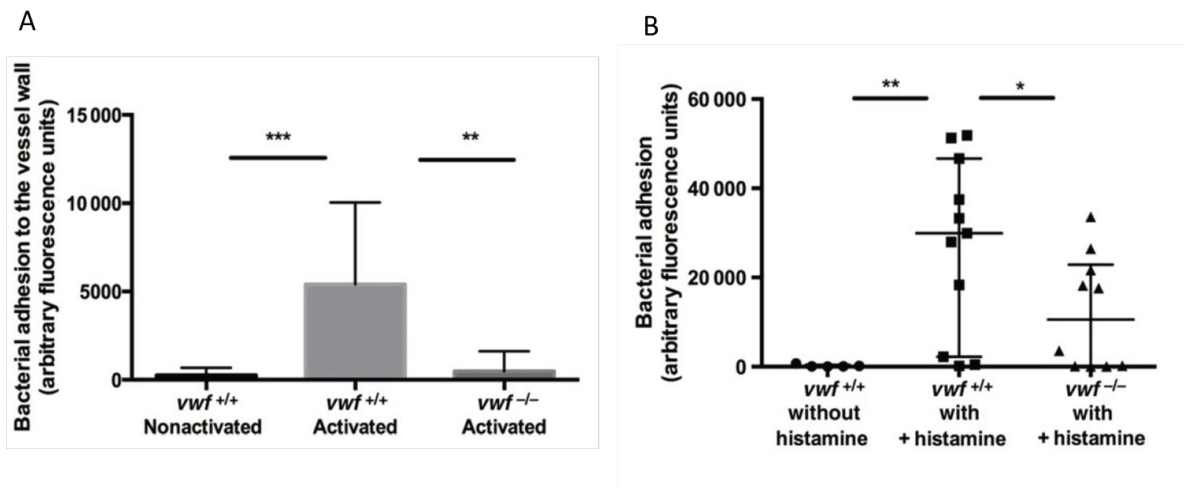 A
Bacterial adhesion to the vessel wall
(arbitrary fluorescence units)
15 000
10 000
5000
0
***
**
vwf +/+
Nonactivated
vwf +/+
Activated
vwf –/–
Activated
B
Bacterial adhesion
(arbitrary fluorescence units)
60 000
40 000
20 000
0
**
*
vwf +/+
without
histamine
vwf +/+
with
+ histamine
vwf –/–
with
+ histamine